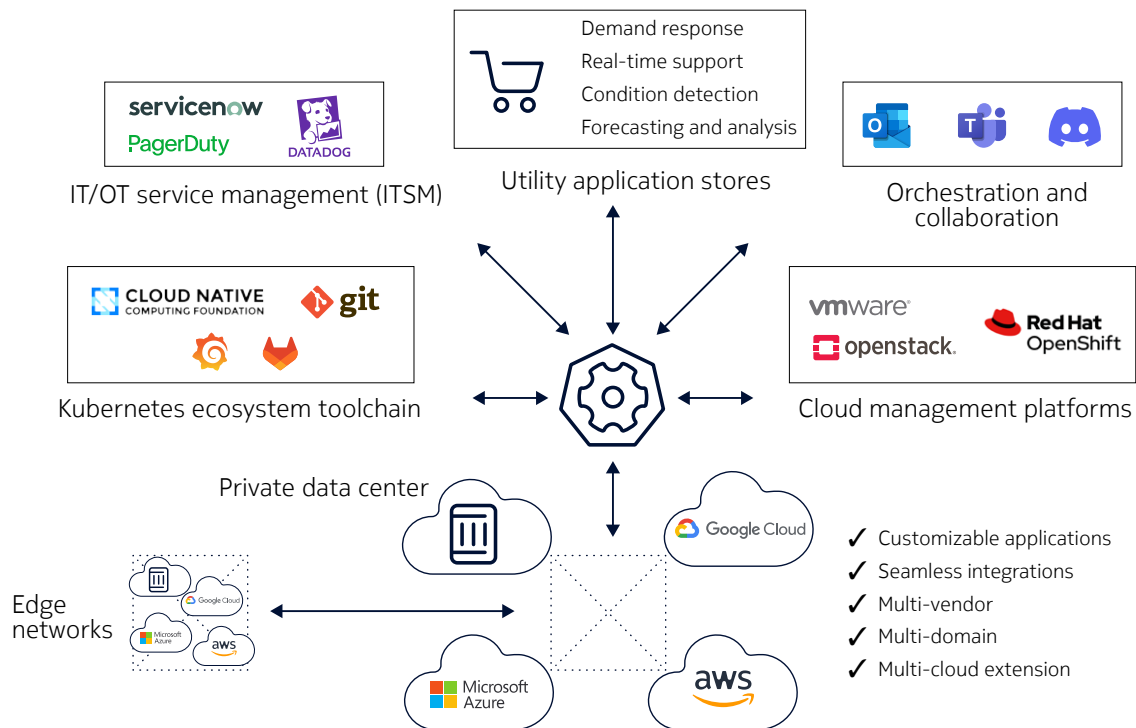 Demand response
Real-time support
Condition detection
Forecasting and analysis
Utility application stores
servicenow
PagerDuty
DATADOG
IT/OT service management (ITSM)
O
T
Orchestration and
collaboration
CLOUD NATIVE
COMPUTING FOUNDATION
git
Kubernetes ecosystem toolchain
vmware®
openstack.
Red Hat
OpenShift
Cloud management platforms
Private data center
Google Cloud
Microsoft
Azure
aws
Edge
networks
Google Cloud
Microsoft
Azure
aws
✓ Customizable applications
✓ Seamless integrations
✓ Multi-vendor
✓ Multi-domain
✓ Multi-cloud extension